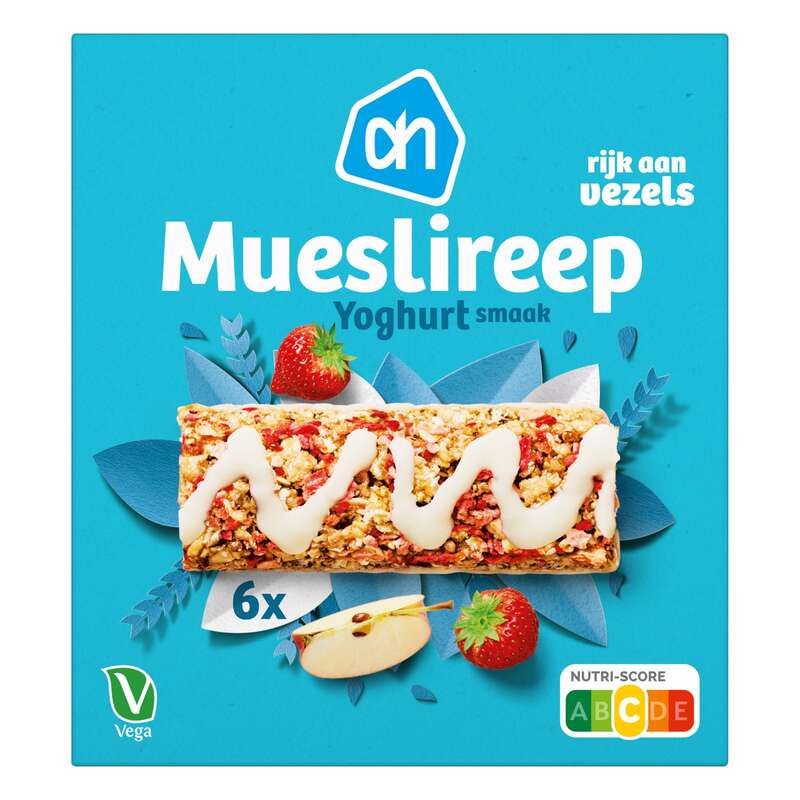 ah
rijk aan
vezels
Mueslireep
Yoghurt smaak
6x
V
Vega
NUTRI-SCORE
A B C D E